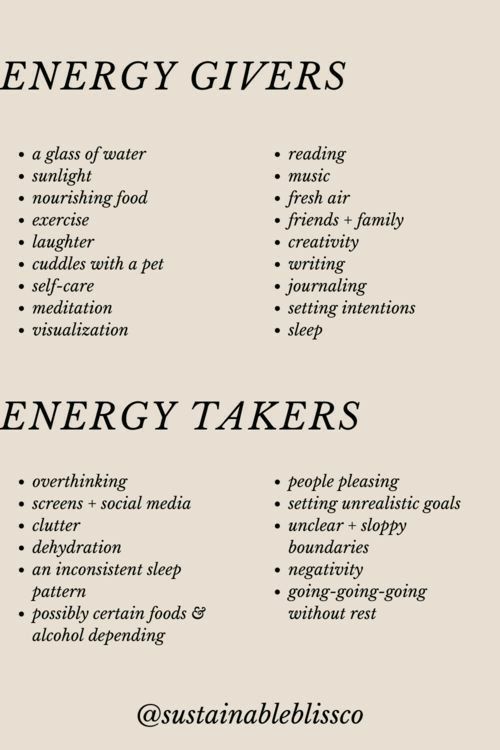 ENERGY GIVERS
• a glass of water
• sunlight
• nourishing food
• exercise
• laughter
• cuddles with a pet
• self-care
• meditation
• visualization
• reading
• music
• fresh air
• friends + family
• creativity
• writing
• journaling
• setting intentions
• sleep
ENERGY TAKERS
• overthinking
• screens + social media
• clutter
• dehydration
• an inconsistent sleep
pattern
• possibly certain foods &
alcohol depending
• people pleasing
• setting unrealistic goals
• unclear + sloppy
boundaries
• negativity
• going-going-going
without rest
@sustainableblissco